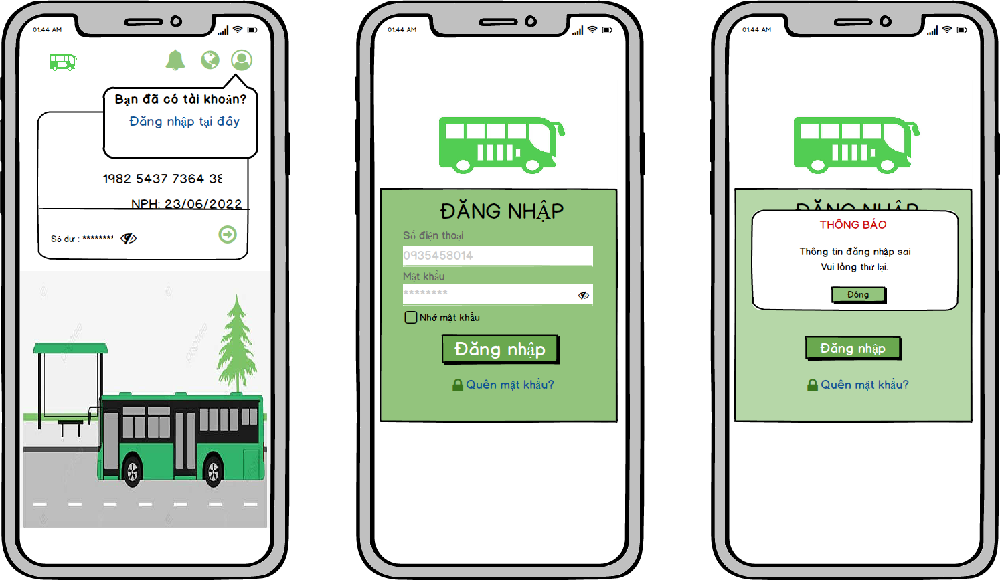 01:44 AM
Bạn đã có tài khoản?
Đăng nhập tại đây
1982 5437 7364 38
NPH: 23/06/2022
Số dư : ********
pngtree
pngtree
01:44 AM
ĐĂNG NHẬP
Số điện thoại
0935458014
Mật khẩu
********
Nhớ mật khẩu
Đăng nhập
Quên mật khẩu?
01:44 AM
ĐĂNG NHẬP
THÔNG BÁO
Thông tin đăng nhập sai
Vui lòng thử lại.
Đóng
Đăng nhập
Quên mật khẩu?